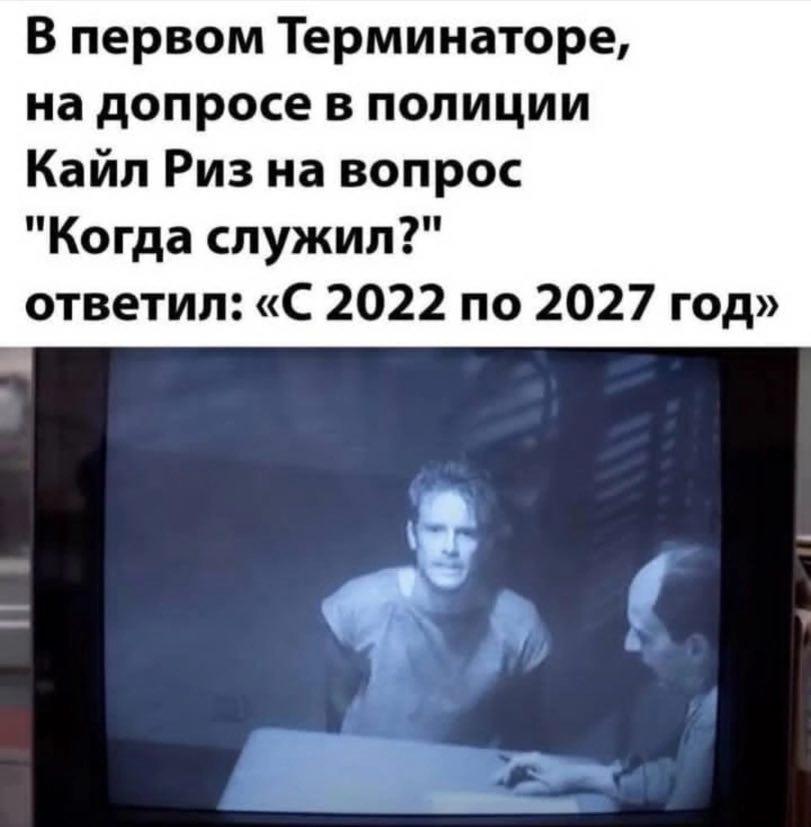 В первом Терминаторе,
на допросе в полиции
Кайл Риз на вопрос
"Когда служил?"
ответил: «С 2022 по 2027 год»